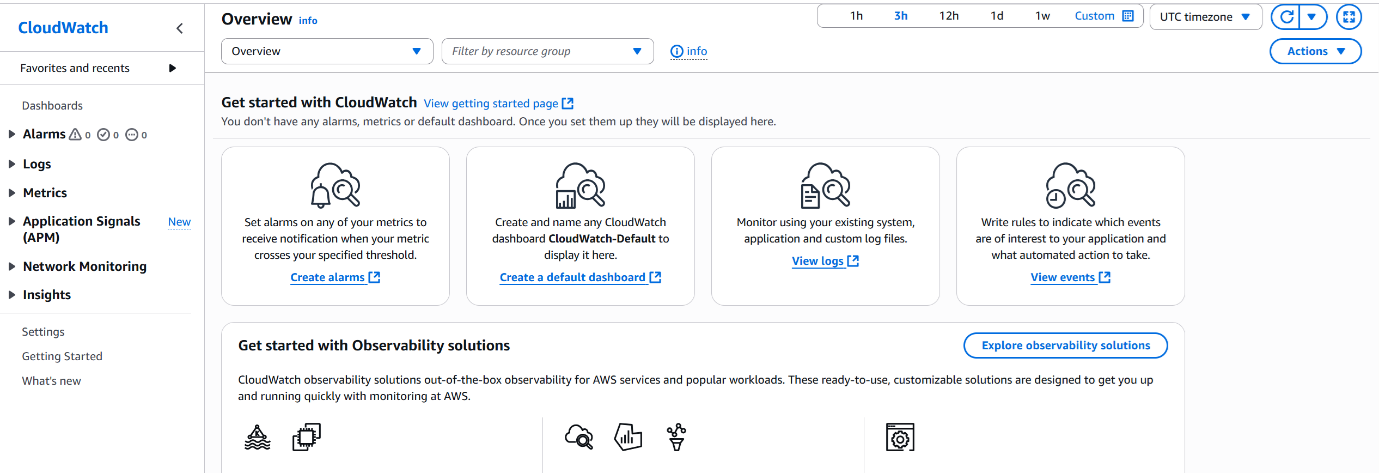 CloudWatch
Favorites and recents
Dashboards
Alarms 0 0 0
Logs
Metrics
Application Signals New
(APM)
Network Monitoring
Insights
Settings
Getting Started
What's new
Overview info
1h 3h 12h 1d 1w Custom
UTC timezone
Overview
Filter by resource group
info
Actions
Get started with CloudWatch View getting started page
You don't have any alarms, metrics or default dashboard. Once you set them up they will be displayed here.
Set alarms on any of your metrics to
receive notification when your metric
crosses your specified threshold.
Create alarms
Create and name any CloudWatch
dashboard CloudWatch-Default to
display it here.
Create a default dashboard
Monitor using your existing system,
application and custom log files.
View logs
Write rules to indicate which events
are of interest to your application and
what automated action to take.
View events
Get started with Observability solutions
Explore observability solutions
CloudWatch observability solutions out-of-the-box observability for AWS services and popular workloads. These ready-to-use, customizable solutions are designed to get you up
and running quickly with monitoring at AWS.